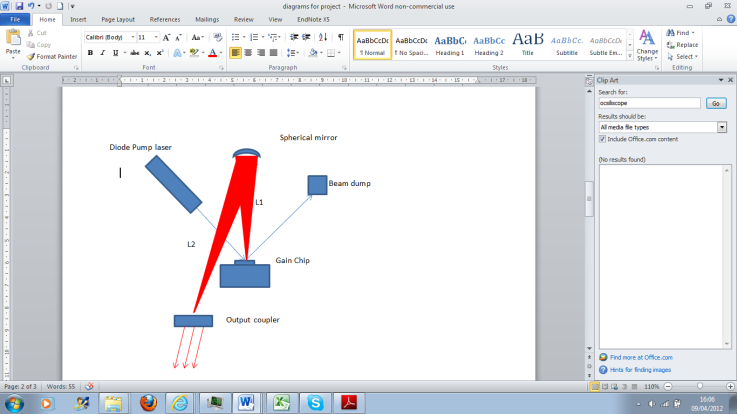 diagrams for project - Microsoft Word non-commercial use
File Home Insert Page Layout References Mailings Review View EndNote X5
Cut
Copy
Format Painter
Paste
Clipboard
Calibri (Body) 11
Font
Paragraph
AaBbCcDc AaBbCcDc AaBbC AaBbCc AaB AaBbCc. AaBbCcDc
¶ Normal ¶ No Spaci... Heading 1 Heading 2 Title Subtitle Subtle Em...
Change Styles
Styles
Find
Replace
Select
Editing
Clip Art
Search for:
ocsiliscope Go
Results should be:
All media file types
Include Office.com content
(No results found)
Find more at Office.com
Hints for finding images
Spherical mirror
Diode Pump laser
Beam dump
L1
L2
Gain Chip
Output coupler
Page: 2 of 3 Words: 55
110%
16:06
09/04/2012